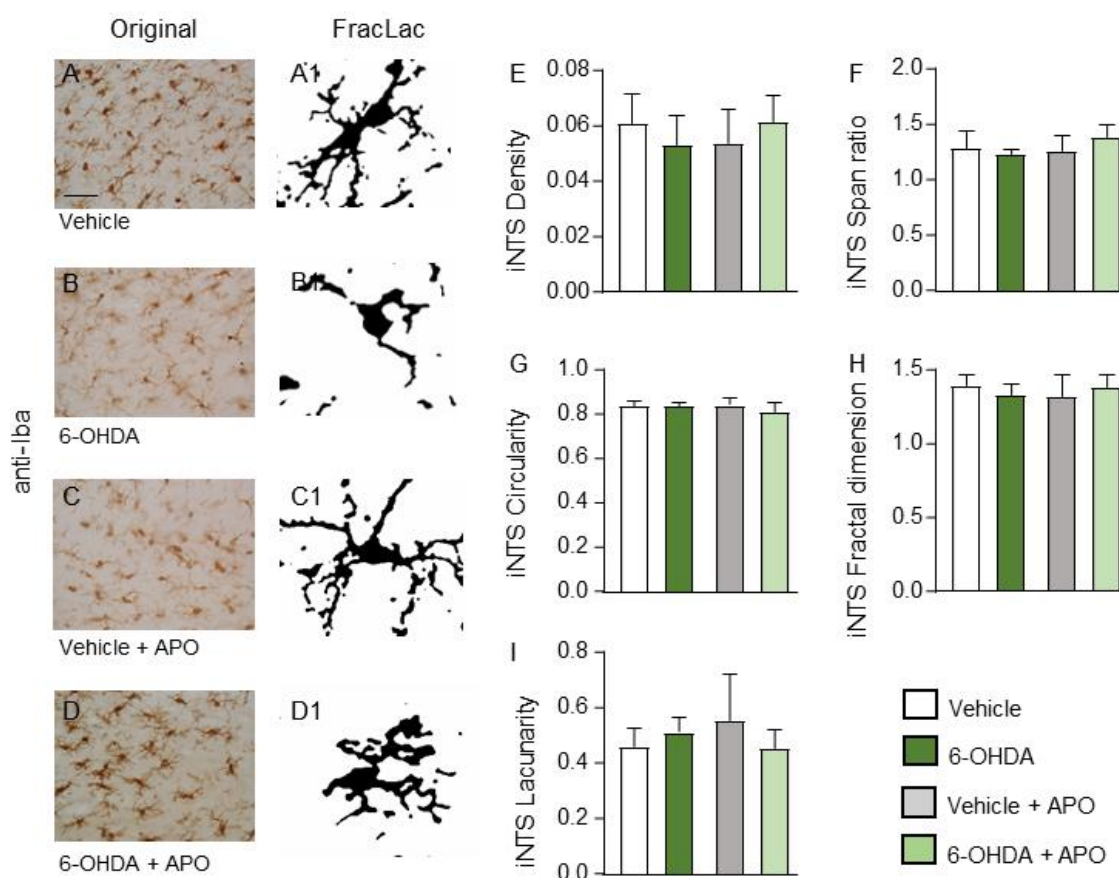 Original
FracLac
anti-Iba
A
Vehicle
A1
B
6-OHDA
B1
C
Vehicle + APO
C1
D
6-OHDA + APO
D1
E
iNTS Density
0.08
0.06
0.04
0.02
0.00
F
iNTS Span ratio
2.0
1.5
1.0
0.5
0.0
G
iNTS Circularity
1.0
0.8
0.6
0.4
0.2
0.0
H
iNTS Fractal dimension
1.5
1.0
0.5
0.0
I
iNTS Lacunarity
0.8
0.6
0.4
0.2
0.0
Vehicle
6-OHDA
Vehicle + APO
6-OHDA + APO